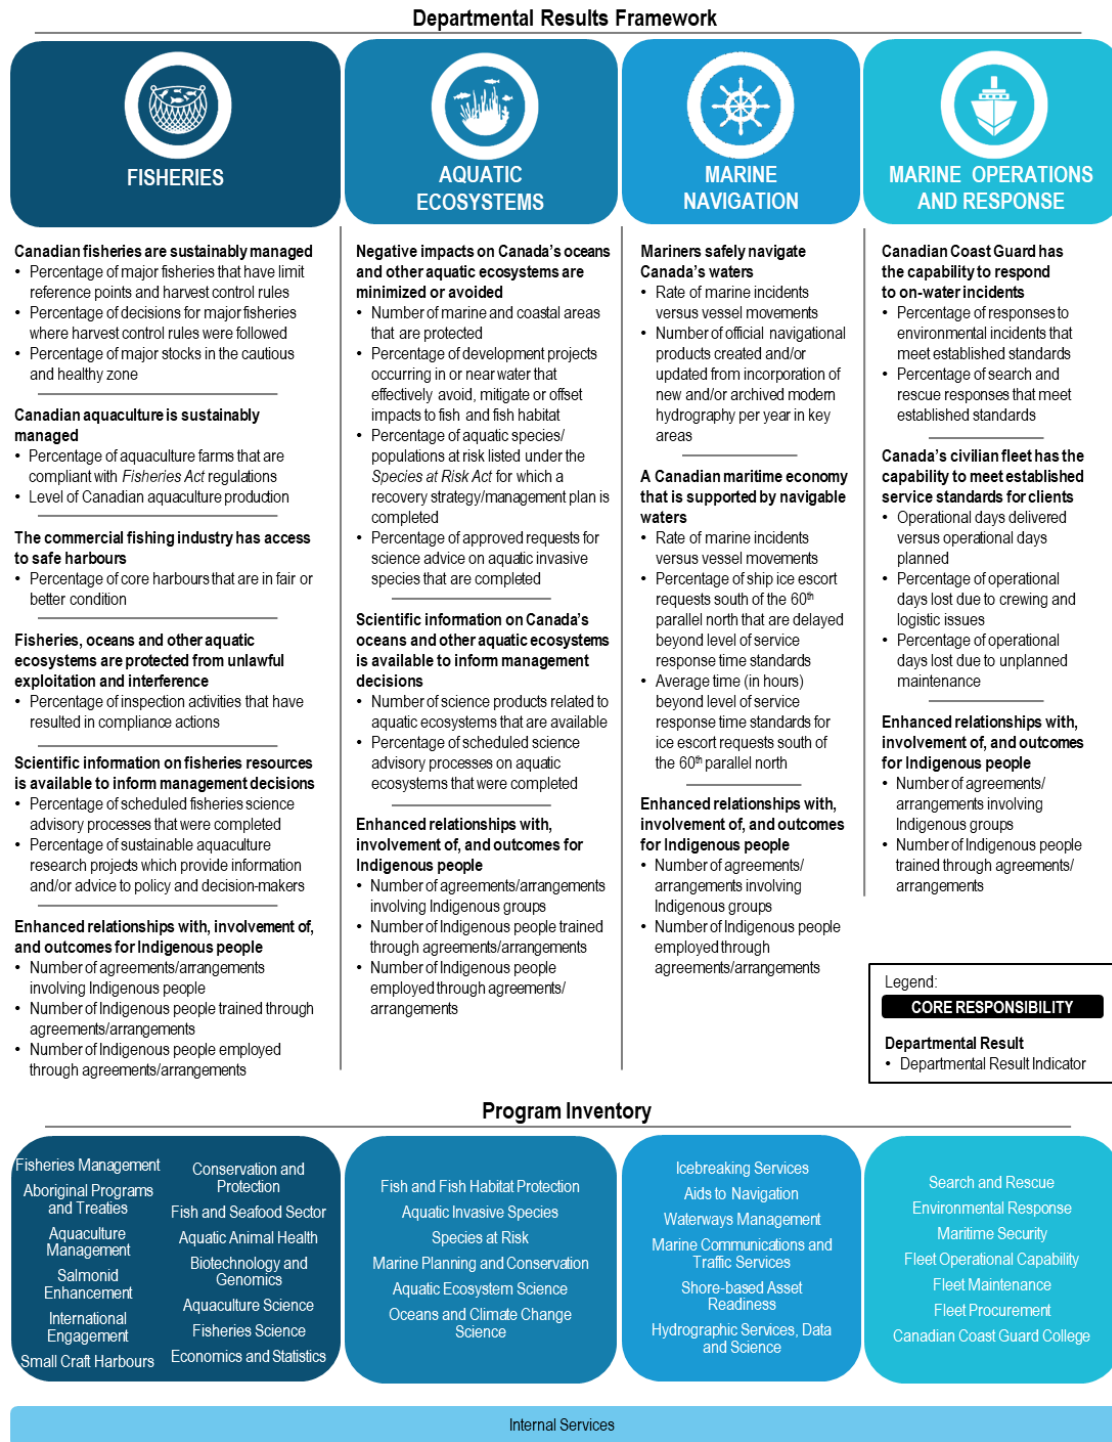 Departmental Results Framework
FISHERIES
Canadian fisheries are sustainably managed
• Percentage of major fisheries that have limit
reference points and harvest control rules
• Percentage of decisions for major fisheries
where harvest control rules were followed
• Percentage of major stocks in the cautious
and healthy zone
Canadian aquaculture is sustainably
managed
• Percentage of aquaculture farms that are
compliant with Fisheries Act regulations
• Level of Canadian aquaculture production
The commercial fishing industry has access
to safe harbours
• Percentage of core harbours that are in fair or
better condition
Fisheries, oceans and other aquatic
ecosystems are protected from unlawful
exploitation and interference
• Percentage of inspection activities that have
resulted in compliance actions
Scientific information on fisheries resources
is available to inform management decisions
• Percentage of scheduled fisheries science
advisory processes that were completed
• Percentage of sustainable aquaculture
research projects which provide information
and/or advice to policy and decision-makers
Enhanced relationships with, involvement of,
and outcomes for Indigenous people
• Number of agreements/arrangements
involving Indigenous people
• Number of Indigenous people trained through
agreements/arrangements
• Number of Indigenous people employed
through agreements/arrangements
AQUATIC
ECOSYSTEMS
Negative impacts on Canada's oceans
and other aquatic ecosystems are
minimized or avoided
• Number of marine and coastal areas
that are protected
• Percentage of development projects
occurring in or near water that
effectively avoid, mitigate or offset
impacts to fish and fish habitat
• Percentage of aquatic species/
populations at risk listed under the
Species at Risk Act for which a
recovery strategy/management plan is
completed
• Percentage of approved requests for
science advice on aquatic invasive
species that are completed
Scientific information on Canada's
oceans and other aquatic ecosystems
is available to inform management
decisions
• Number of science products related to
aquatic ecosystems that are available
• Percentage of scheduled science
advisory processes on aquatic
ecosystems that were completed
Enhanced relationships with,
involvement of, and outcomes for
Indigenous people
• Number of agreements/arrangements
involving Indigenous groups
• Number of Indigenous people trained
through agreements/arrangements
• Number of Indigenous people
employed through agreements/
arrangements
MARINE
NAVIGATION
Mariners safely navigate
Canada's waters
• Rate of marine incidents
versus vessel movements
• Number of official navigational
products created and/or
updated from incorporation of
new and/or archived modern
hydrography per year in key
areas
A Canadian maritime economy
that is supported by navigable
waters
• Rate of marine incidents
versus vessel movements
• Percentage of ship ice escort
requests south of the 60th
parallel north that are delayed
beyond level of service
response time standards
• Average time (in hours)
beyond level of service
response time standards for
ice escort requests south of
the 60th parallel north
Enhanced relationships with,
involvement of, and outcomes
for Indigenous people
• Number of agreements/
arrangements involving
Indigenous groups
• Number of Indigenous people
employed through
agreements/arrangements
MARINE OPERATIONS
AND RESPONSE
Canadian Coast Guard has
the capability to respond
to on-water incidents
• Percentage of responses to
environmental incidents that
meet established standards
• Percentage of search and
rescue responses that meet
established standards
Canada's civilian fleet has the
capability to meet established
service standards for clients
• Operational days delivered
versus operational days
planned
• Percentage of operational
days lost due to crewing and
logistic issues
• Percentage of operational
days lost due to unplanned
maintenance
Enhanced relationships with,
involvement of, and outcomes
for Indigenous people
• Number of agreements/
arrangements involving
Indigenous groups
• Number of Indigenous people
trained through agreements/
arrangements
Legend:
CORE RESPONSIBILITY
Departmental Result
• Departmental Result Indicator
Program Inventory
Fisheries Management
Aboriginal Programs
and Treaties
Aquaculture
Management
Salmonid
Enhancement
International
Engagement
Small Craft Harbours
Conservation and
Protection
Fish and Seafood Sector
Aquatic Animal Health
Biotechnology and
Genomics
Aquaculture Science
Fisheries Science
Economics and Statistics
Fish and Fish Habitat Protection
Aquatic Invasive Species
Species at Risk
Marine Planning and Conservation
Aquatic Ecosystem Science
Oceans and Climate Change
Science
Icebreaking Services
Aids to Navigation
Waterways Management
Marine Communications and
Traffic Services
Shore-based Asset
Readiness
Hydrographic Services, Data
and Science
Search and Rescue
Environmental Response
Maritime Security
Fleet Operational Capability
Fleet Maintenance
Fleet Procurement
Canadian Coast Guard College
Internal Services